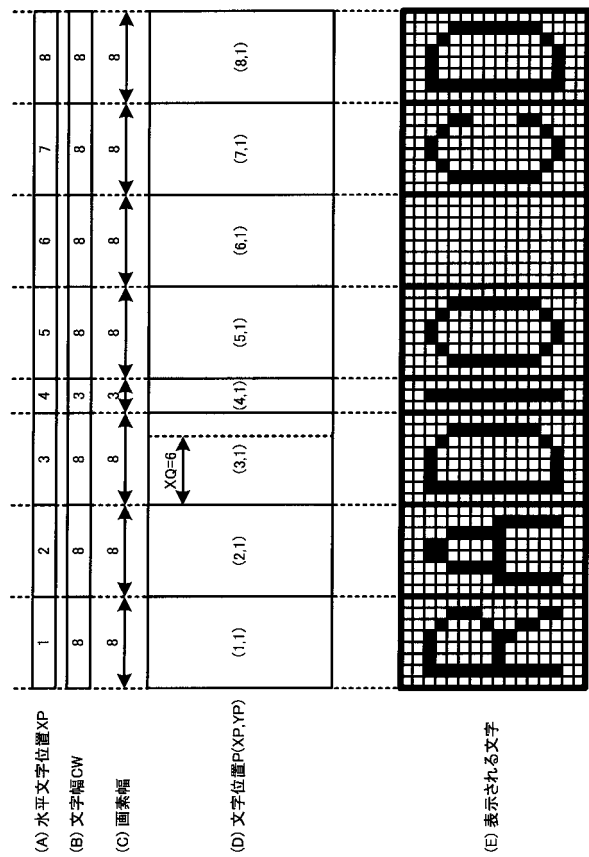 (A) 水平文字位置XP 1 2 3 4 5 6 7 8
(B) 文字幅CW 8 8 8 3 8 8 8 8
(C) 画素幅 8 8 8 3 8 8 8 8
XQ=6
(D) 文字位置P(XP,YP) (1,1) (2,1) (3,1) (4,1) (5,1) (6,1) (7,1) (8,1)
(E) 表示される文字 RADIO CD